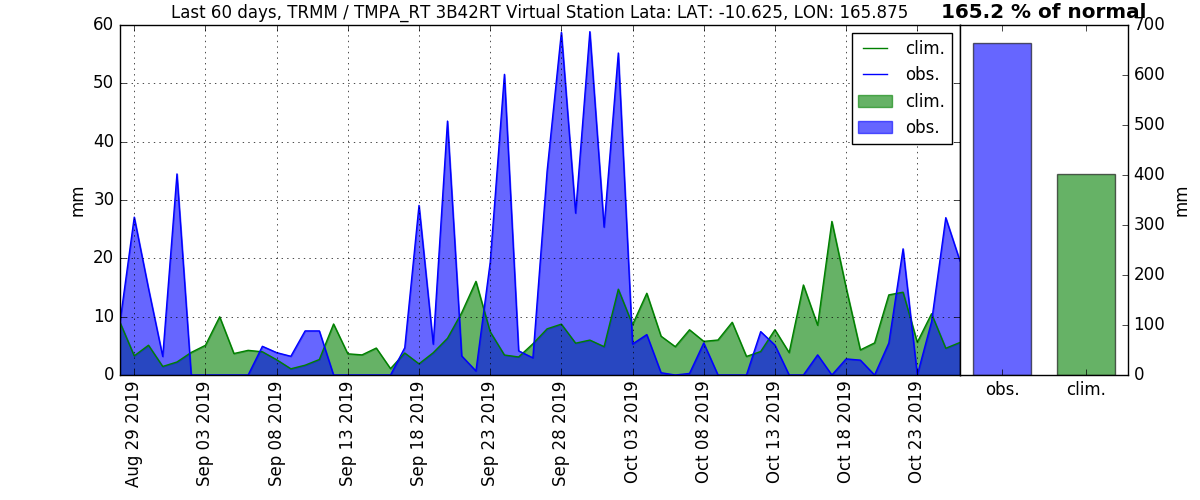 Last 60 days, TRMM / TMPA_RT 3B42RT Virtual Station Lata: LAT: -10.625, LON: 165.875
165.2 % of normal
60
50
40
30
20
10
0
mm
clim.
obs.
clim.
obs.
700
600
500
400
300
200
100
0
mm
obs.
clim.
Aug 29 2019
Sep 03 2019
Sep 08 2019
Sep 13 2019
Sep 18 2019
Sep 23 2019
Sep 28 2019
Oct 03 2019
Oct 08 2019
Oct 13 2019
Oct 18 2019
Oct 23 2019